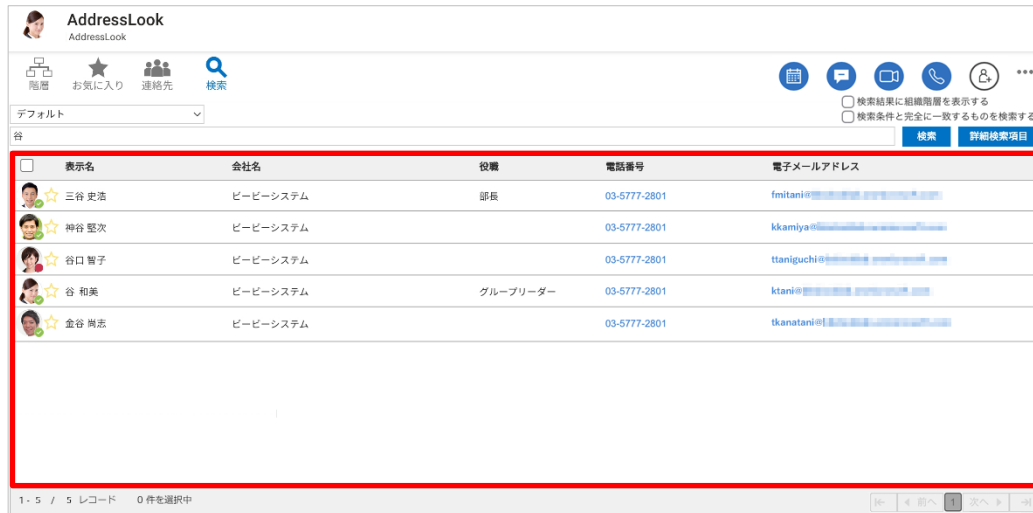 AddressLook
AddressLook
階層 お気に入り 連絡先 検索
検索結果に組織階層を表示する
デフォルト 検索条件と完全に一致するものを検索する
谷 検索 詳細検索項目
表示名 会社名 役職 電話番号 電子メールアドレス
三谷 史浩 ビービーシステム 部長 03-5777-2801 fmitani@
神谷 堅次 ビービーシステム 03-5777-2801 kkamiya@
谷口 智子 ビービーシステム 03-5777-2801 ttaniguchi@
谷 和美 ビービーシステム グループリーダー 03-5777-2801 ktani@
金谷 尚志 ビービーシステム 03-5777-2801 tkanatani@
1 - 5 / 5 レコード 0 件を選択中 前へ 1 次へ